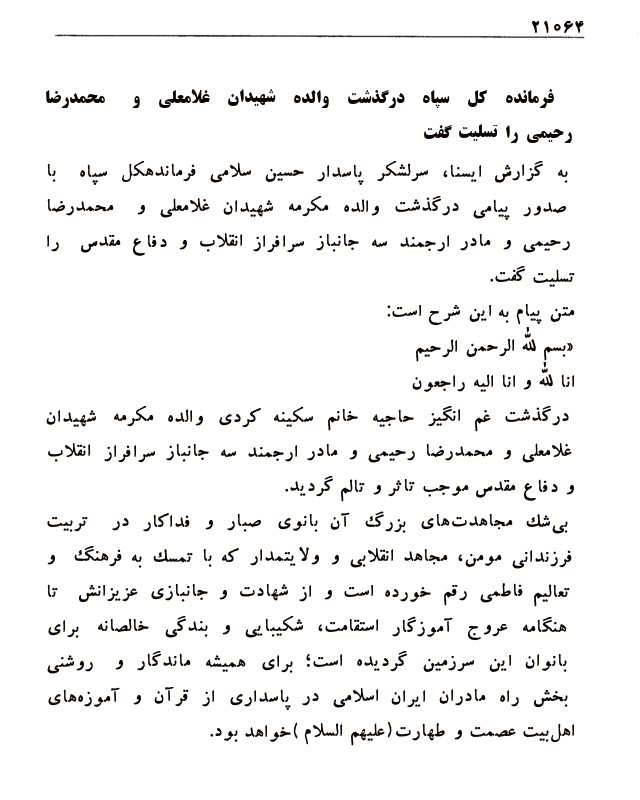 ۲۱۰۶۴
فرمانده کل سپاه درگذشت والده شهیدان غلامعلی و محمدرضا
رحیمی را تسلیت گفت
به گزارش ایسنا، سرلشکر پاسدار حسین سلامی فرماندهکل سپاه با
صدور پیامی درگذشت والده مکرمه شهیدان غلامعلی و محمدرضا
رحیمی و مادر ارجمند سه جانباز سرافراز انقلاب و دفاع مقدس را
تسلیت گفت.
متن پیام به این شرح است:
«بسم لله الرحمن الرحیم
انا لله و انا الیه راجعون
درگذشت غم انگیز حاجیه خانم سکینه کردی والده مکرمه شهیدان
غلامعلی و محمدرضا رحیمی و مادر ارجمند سه جانباز سرافراز انقلاب
و دفاع مقدس موجب تاثر و تالم گردید.
بی‌شک مجاهدت‌های بزرگ آن بانوی صبار و فداکار در تربیت
فرزندانی مومن، مجاهد انقلابی و ولایتمدار که با تمسک به فرهنگ و
تعالیم فاطمی رقم خورده است و از شهادت و جانبازی عزیزانش تا
هنگامه عروج آموزگار استقامت، شکیبایی و بندگی خالصانه برای
بانوان این سرزمین گردیده است؛ برای همیشه ماندگار و روشنی
بخش راه مادران ایران اسلامی در پاسداری از قرآن و آموزه‌های
اهل‌بیت عصمت و طهارت(علیهم السلام )خواهد بود.